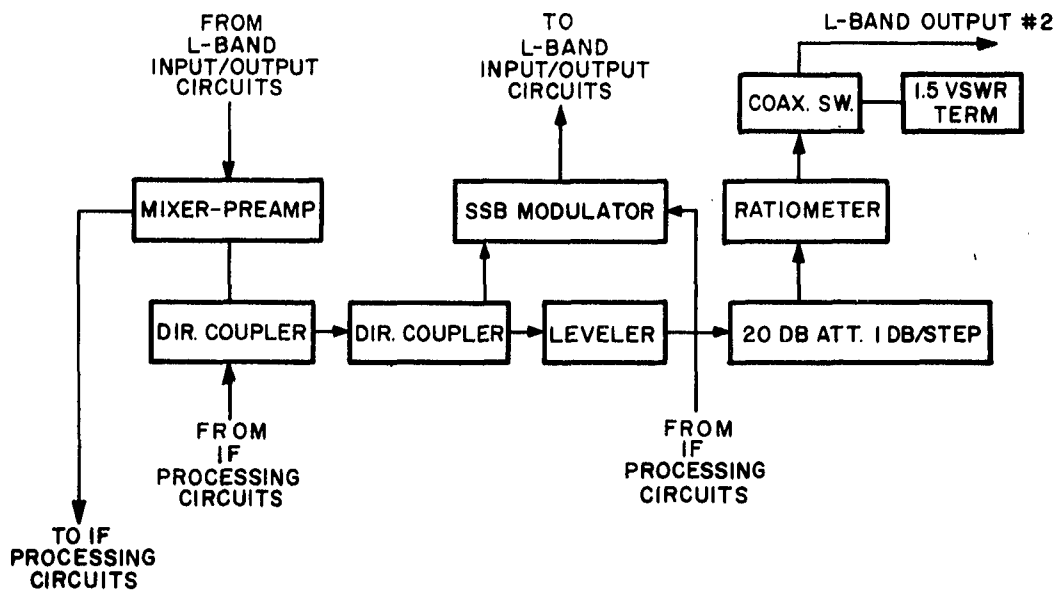 FROM
L-BAND
INPUT/OUTPUT
CIRCUITS
TO
L-BAND
INPUT/OUTPUT
CIRCUITS
L-BAND OUTPUT #2
COAX. SW.
1.5 VSWR
TERM
MIXER-PREAMP
SSB MODULATOR
RATIOMETER
DIR. COUPLER
DIR. COUPLER
LEVELER
20 DB ATT. 1 DB/STEP
FROM
IF
PROCESSING
CIRCUITS
FROM
IF
PROCESSING
CIRCUITS
TO IF
PROCESSING
CIRCUITS